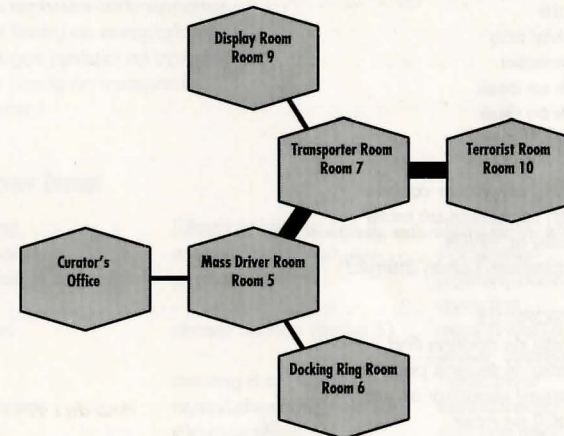 Display Room
Room 9
Transporter Room
Room 7
Terrorist Room
Room 10
Curator's
Office
Mass Driver Room
Room 5
Docking Ring Room
Room 6